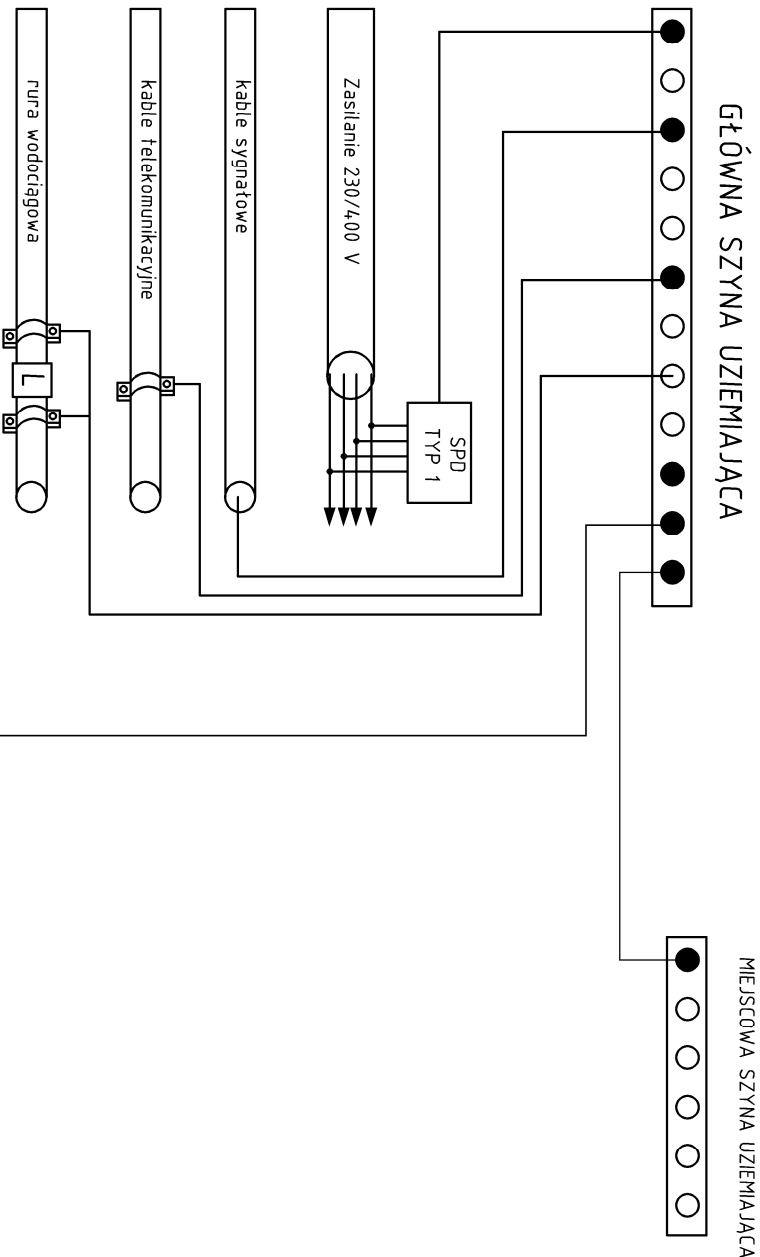 GŁÓWNA SZYNA UZIEMIAJĄCA
MIEJSCOWA SZYNA UZIEMIAJĄCA
SPD
TYP 1
Zasilanie 230/400 V
kable sygnałowe
kable telekomunikacyjne
rura wodociągowa
L